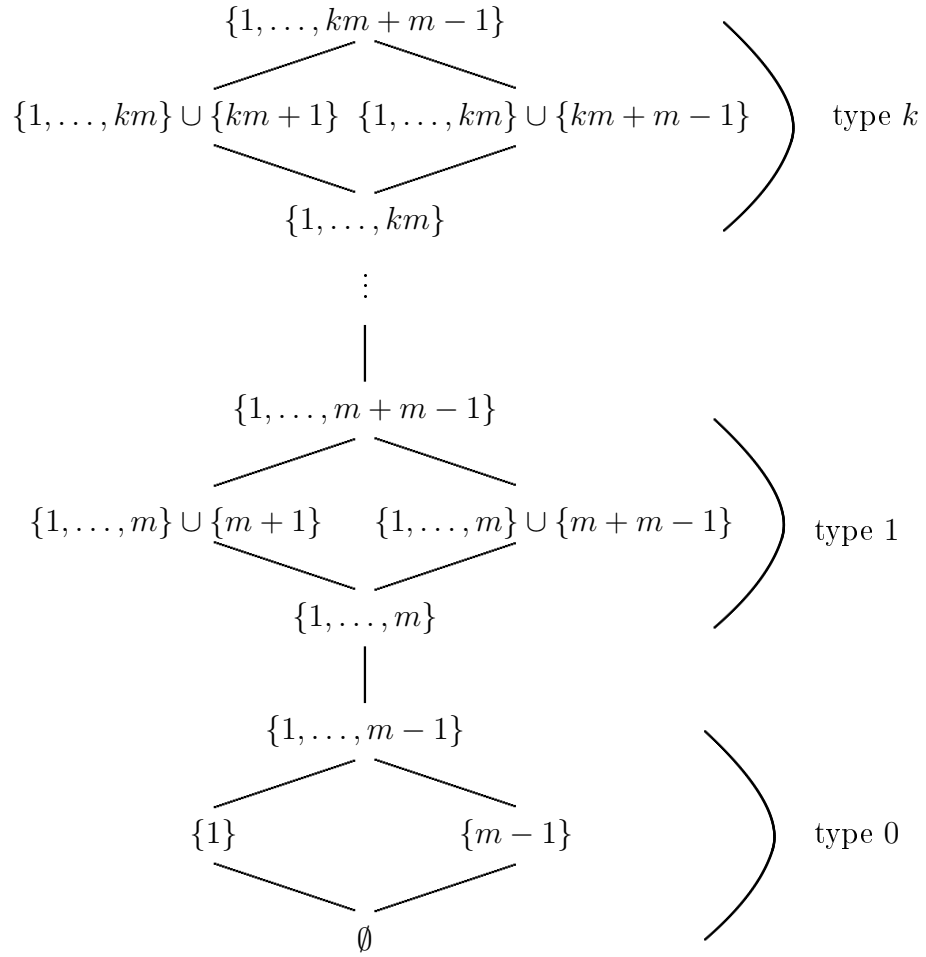 {1, . . . , km + m − 1}
{1, . . . , km} ∪ {km + 1} {1, . . . , km} ∪ {km + m − 1} type k
{1, . . . , km}
⋮
{1, . . . , m + m − 1}
{1, . . . , m} ∪ {m + 1} {1, . . . , m} ∪ {m + m − 1} type 1
{1, . . . , m}
{1, . . . , m − 1}
{1} {m − 1} type 0
∅